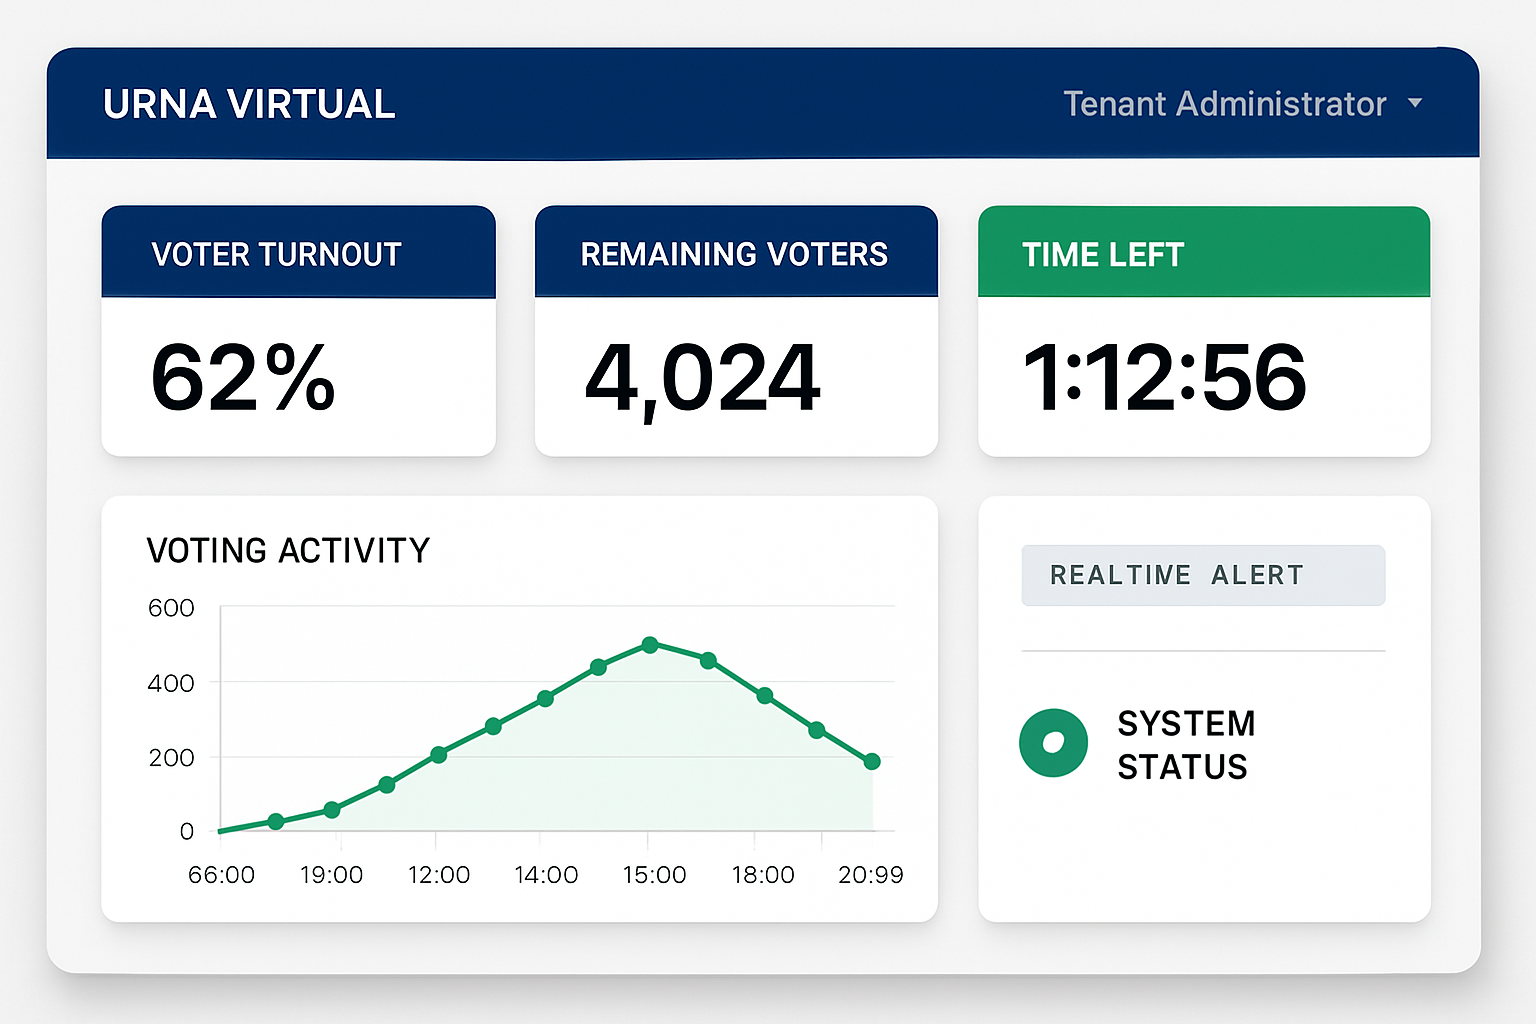 URNA VIRTUAL
Tenant Administrator
VOTER TURNOUT
62%
REMAINING VOTERS
4,024
TIME LEFT
1:12:56
VOTING ACTIVITY
600
400
200
0
66:00 19:00 12:00 14:00 15:00 18:00 20:99
REALTIVE ALERT
SYSTEM
STATUS